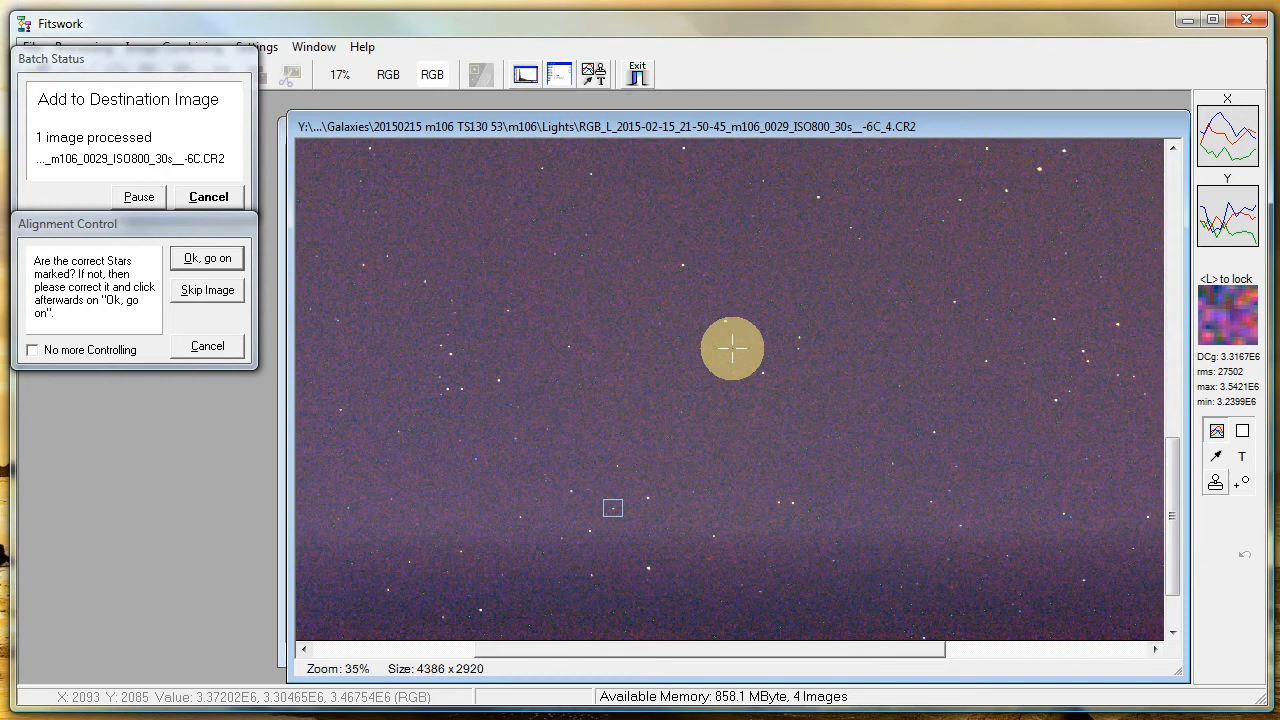 Fitswork
Settings Window Help
17% RGB RGB Exit
Batch Status
Add to Destination Image
1 image processed
..._m106_0029_ISO800_30s__-6C.CR2
Pause Cancel
Alignment Control
Are the correct Stars
marked? If not, then
please correct it and click
afterwards on "Ok, go
on".
Ok, go on
Skip Image
Cancel
No more Controlling
Y:\...\Galaxies\20150215 m106 TS130 53\m106\Lights\RGB_L_2015-02-15_21-50-45_m106_0029_ISO800_30s__-6C_4.CR2
Zoom: 35% Size: 4386 x 2920
X
Y
<L> to lock
DCg: 3.3167E6
rms: 27502
max: 3.5421E6
min: 3.2399E6
T
X: 2093 Y: 2085 Value: 3.37202E6, 3.30465E6, 3.46754E6 (RGB)
Available Memory: 858.1 MByte, 4 Images